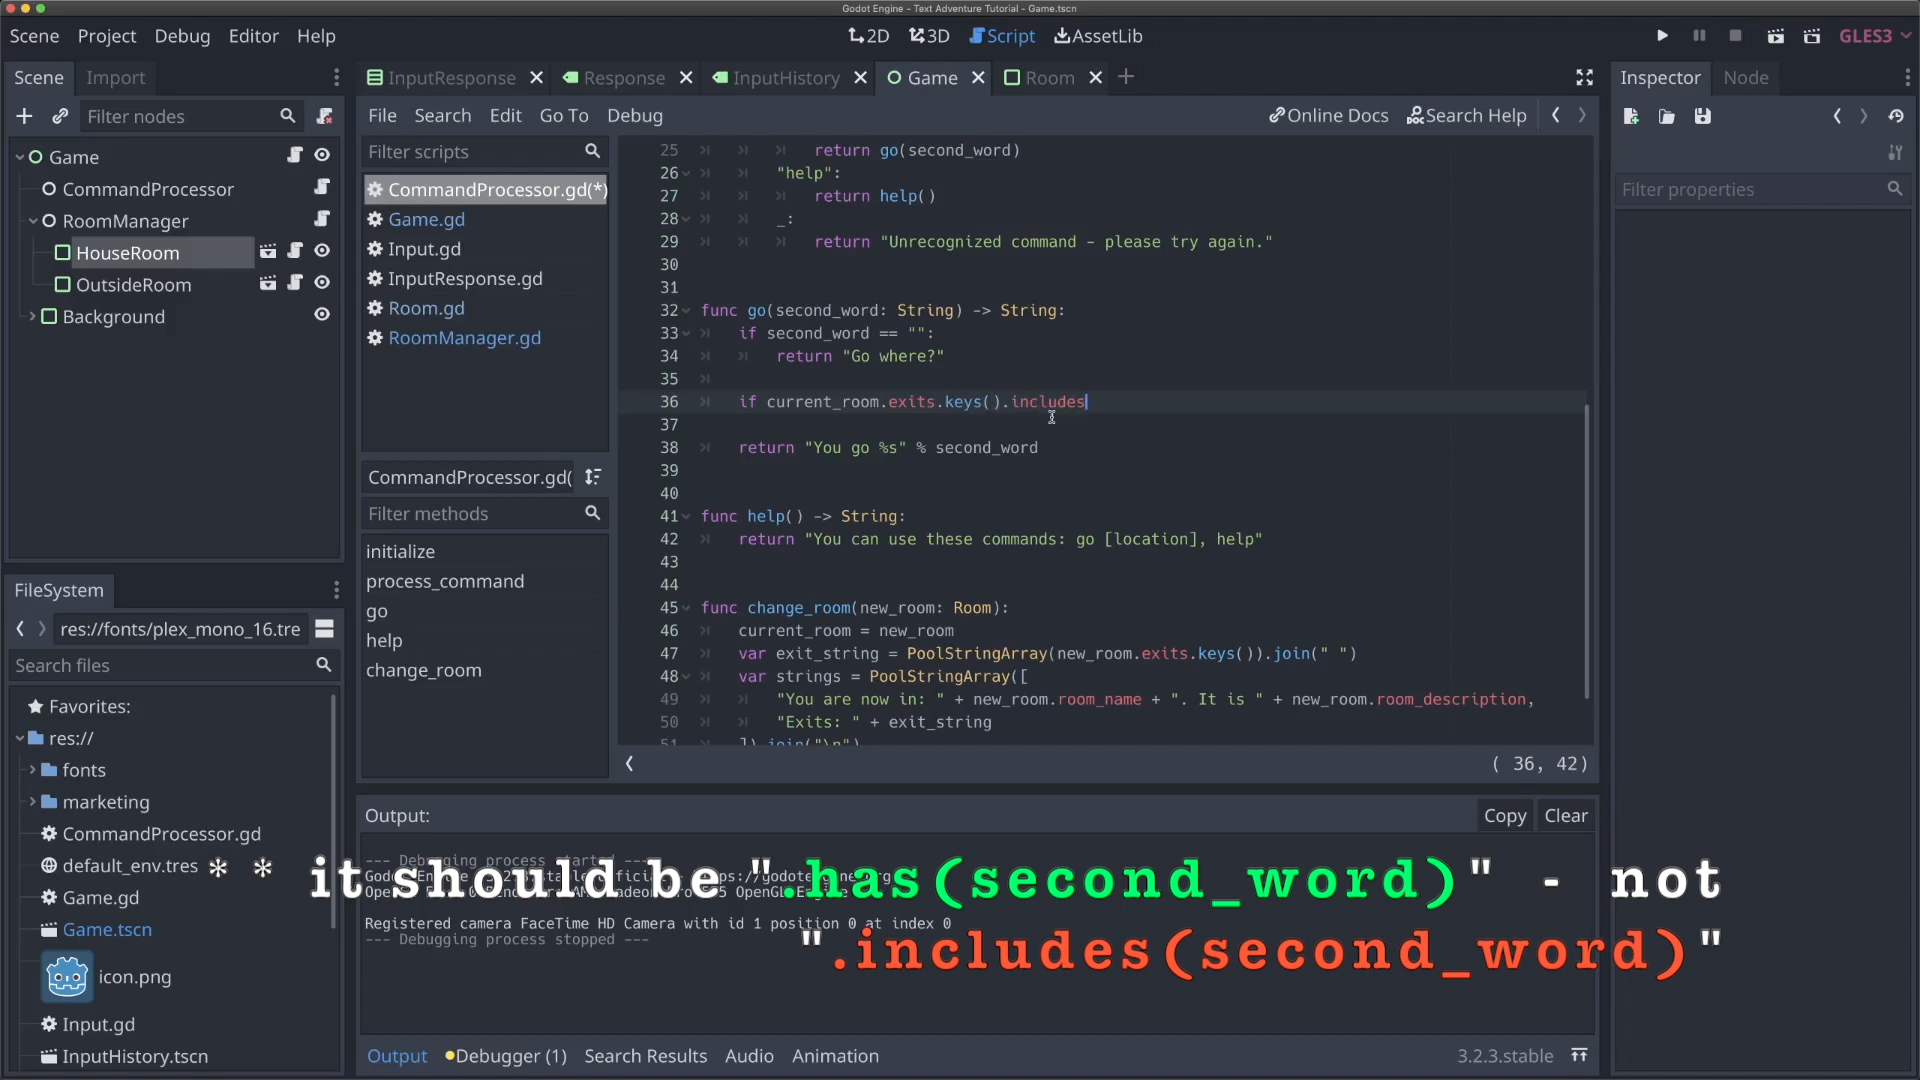 Godot Engine - Text Adventure Tutorial - Game.tscn
Scene Project Debug Editor Help
2D 3D Script AssetLib
GLES3
Scene Import
InputResponse Response InputHistory Game Room
Inspector Node
Filter nodes
File Search Edit Go To Debug
Online Docs Search Help
Filter scripts
Filter properties
Game
CommandProcessor
RoomManager
HouseRoom
OutsideRoom
Background
CommandProcessor.gd(*)
Game.gd
Input.gd
InputResponse.gd
Room.gd
RoomManager.gd
CommandProcessor.gd(
Filter methods
initialize
process_command
go
help
change_room
25 return go(second_word)
26 "help":
27 return help()
28 _:
29 return "Unrecognized command - please try again."
30
31
32 func go(second_word: String) -> String:
33 if second_word == "":
34 return "Go where?"
35
36 if current_room.exits.keys().includes
37
38 return "You go %s" % second_word
39
40
41 func help() -> String:
42 return "You can use these commands: go [location], help"
43
44
45 func change_room(new_room: Room):
46 current_room = new_room
47 var exit_string = PoolStringArray(new_room.exits.keys()).join(" ")
48 var strings = PoolStringArray([
49 "You are now in: " + new_room.room_name + ". It is " + new_room.room_description,
50 "Exits: " + exit_string
51 ]).join("\n")
( 36, 42)
FileSystem
res://fonts/plex_mono_16.tre
Search files
Favorites:
res://
fonts
marketing
CommandProcessor.gd
default_env.tres
Game.gd
Game.tscn
icon.png
Input.gd
InputHistory.tscn
Output:
Copy Clear
--- Debugging process started ---
Registered camera FaceTime HD Camera with id 1 position 0 at index 0
--- Debugging process stopped ---
* * it should be ".has(second_word)" - not
".includes(second_word)"
Output Debugger (1) Search Results Audio Animation
3.2.3.stable